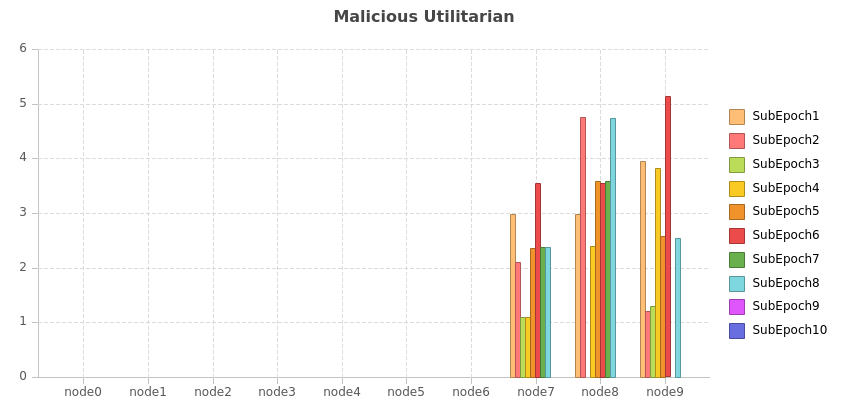 Malicious Utilitarian
6
5
4
3
2
1
0
node0 node1 node2 node3 node4 node5 node6 node7 node8 node9
SubEpoch1
SubEpoch2
SubEpoch3
SubEpoch4
SubEpoch5
SubEpoch6
SubEpoch7
SubEpoch8
SubEpoch9
SubEpoch10